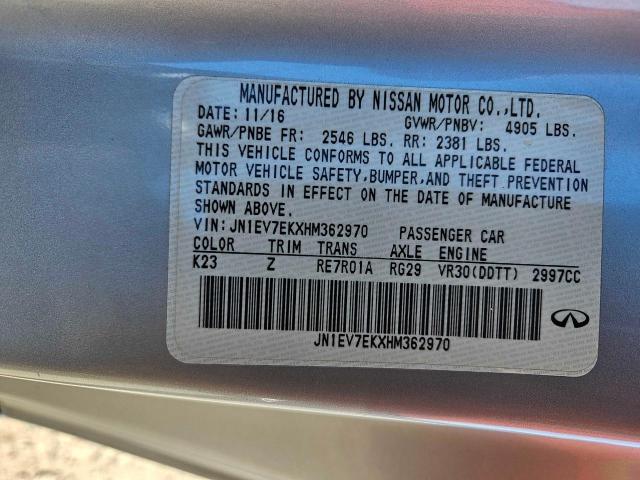 MANUFACTURED BY NISSAN MOTOR CO.,LTD.
DATE: 11/16 GVWR/PNBV: 4905 LBS.
GAWR/PNBE FR: 2546 LBS. RR: 2381 LBS.
THIS VEHICLE CONFORMS TO ALL APPLICABLE FEDERAL
MOTOR VEHICLE SAFETY,BUMPER,AND THEFT PREVENTION
STANDARDS IN EFFECT ON THE DATE OF MANUFACTURE
SHOWN ABOVE.
VIN: JN1EV7EKXHM362970 PASSENGER CAR
COLOR TRIM TRANS AXLE ENGINE
K23 Z RE7R01A RG29 VR30(DDTT) 2997CC
JN1EV7EKXHM362970